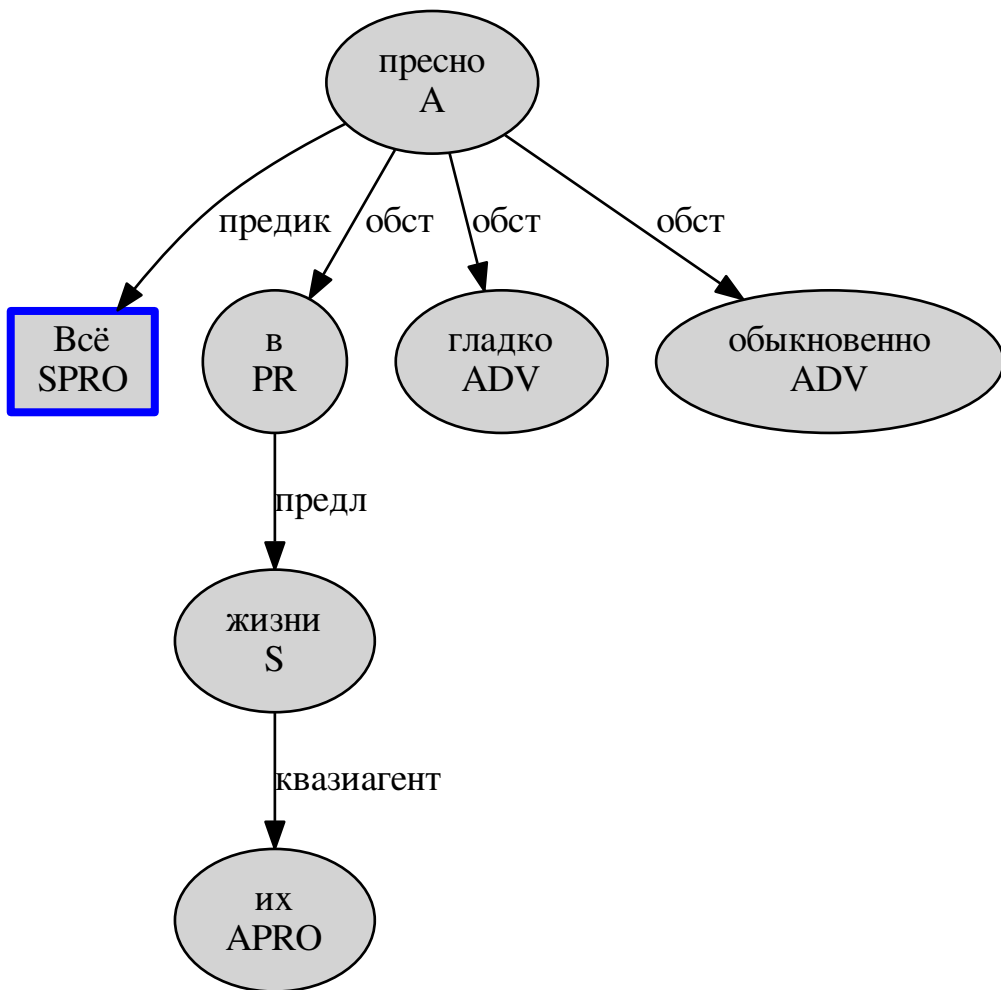 пресно
A
предик
обст
обст
обст
Всё
SPRO
в
PR
гладко
ADV
обыкновенно
ADV
предл
жизни
S
квазиагент
их
APRO